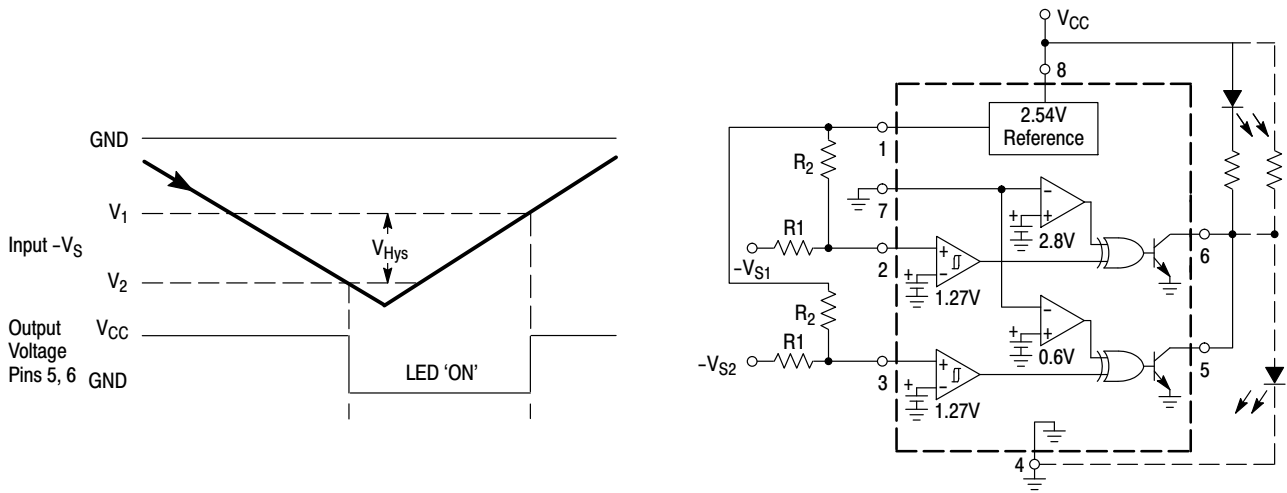 GND
V1
Input –VS
VHys
V2
Output
Voltage
Pins 5, 6
VCC
GND
LED 'ON'
VCC
8
2.54V
Reference
1
R2
7
–
+
2.8V
R1
–VS1
2
+
–
1.27V
6
R2
–
+
0.6V
R1
–VS2
3
+
–
1.27V
5
4